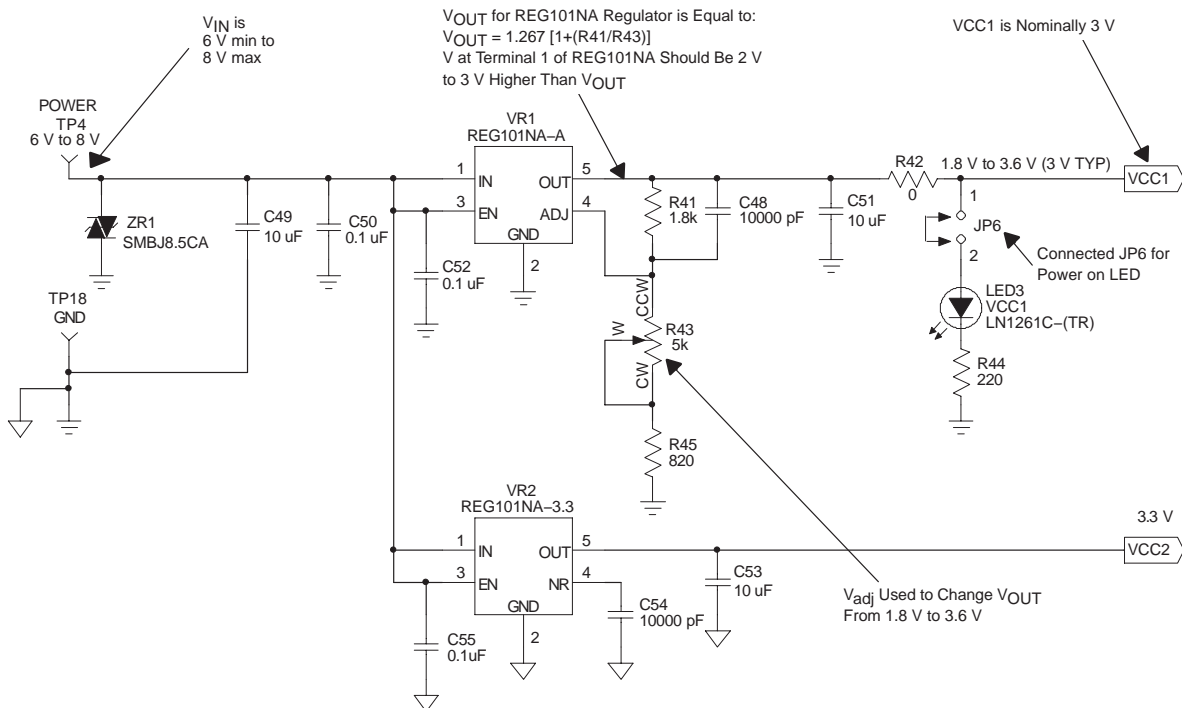 V_IN is
6 V min to
8 V max
V_OUT for REG101NA Regulator is Equal to:
V_OUT = 1.267 [1+(R41/R43)]
V at Terminal 1 of REG101NA Should Be 2 V
to 3 V Higher Than V_OUT
VCC1 is Nominally 3 V
POWER
TP4
6 V to 8 V
VR1
REG101NA–A
1
IN
OUT
5
3
EN
ADJ
4
GND
2
ZR1
SMBJ8.5CA
C49
10 uF
C50
0.1 uF
C52
0.1 uF
R41
1.8k
C48
10000 pF
C51
10 uF
R42
0
1.8 V to 3.6 V (3 V TYP)
VCC1
1
JP6
2
Connected JP6 for
Power on LED
LED3
VCC1
LN1261C–(TR)
R44
220
TP18
GND
CCW
W
R43
5k
CW
R45
820
VR2
REG101NA–3.3
1
IN
OUT
5
3
EN
NR
4
GND
2
C55
0.1uF
C54
10000 pF
C53
10 uF
3.3 V
VCC2
V_adj Used to Change V_OUT
From 1.8 V to 3.6 V